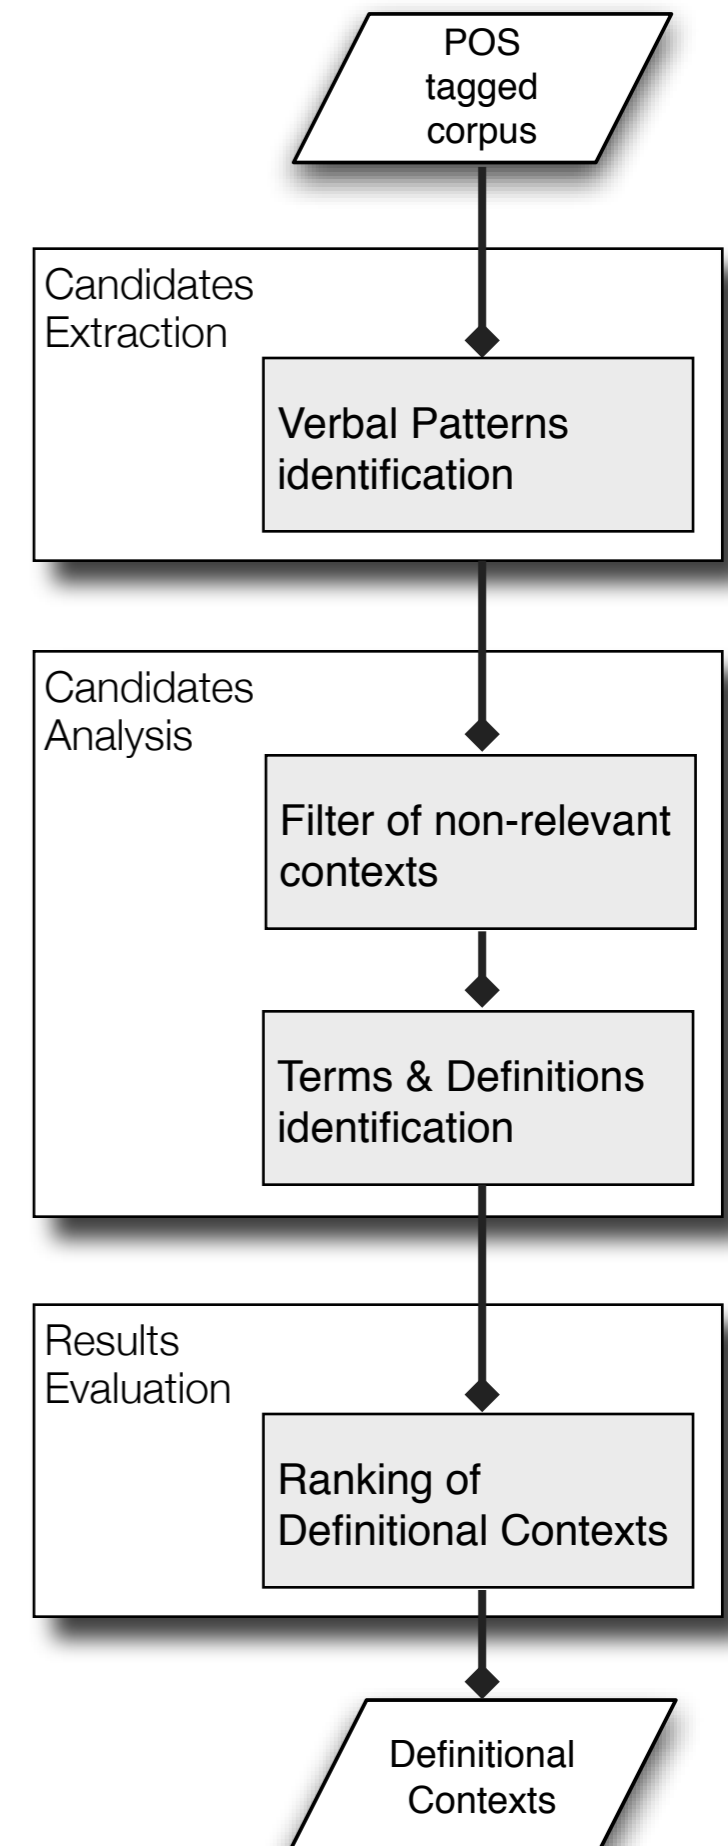 POS
tagged
corpus
Candidates
Extraction
Verbal Patterns
identification
Candidates
Analysis
Filter of non-relevant
contexts
Terms & Definitions
identification
Results
Evaluation
Ranking of
Definitional Contexts
Definitional
Contexts